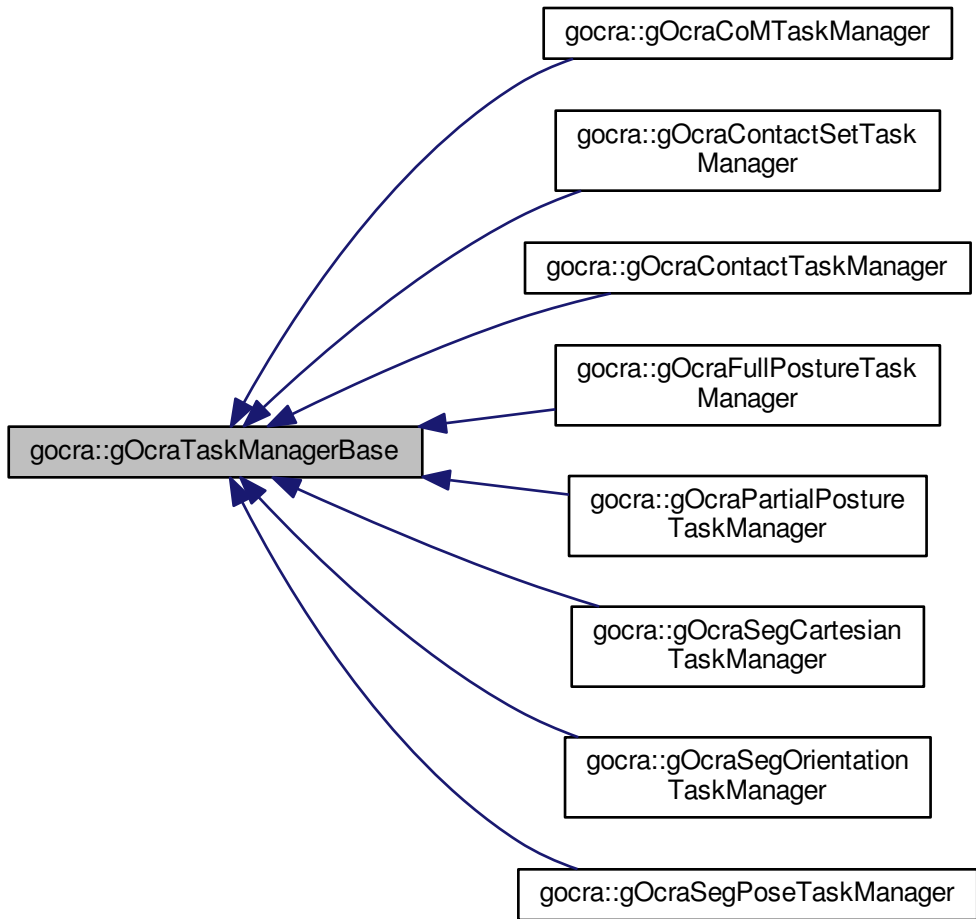 gocra::gOcraCoMTaskManager
gocra::gOcraContactSetTask
Manager
gocra::gOcraContactTaskManager
gocra::gOcraFullPostureTask
Manager
gocra::gOcraTaskManagerBase
gocra::gOcraPartialPosture
TaskManager
gocra::gOcraSegCartesian
TaskManager
gocra::gOcraSegOrientation
TaskManager
gocra::gOcraSegPoseTaskManager